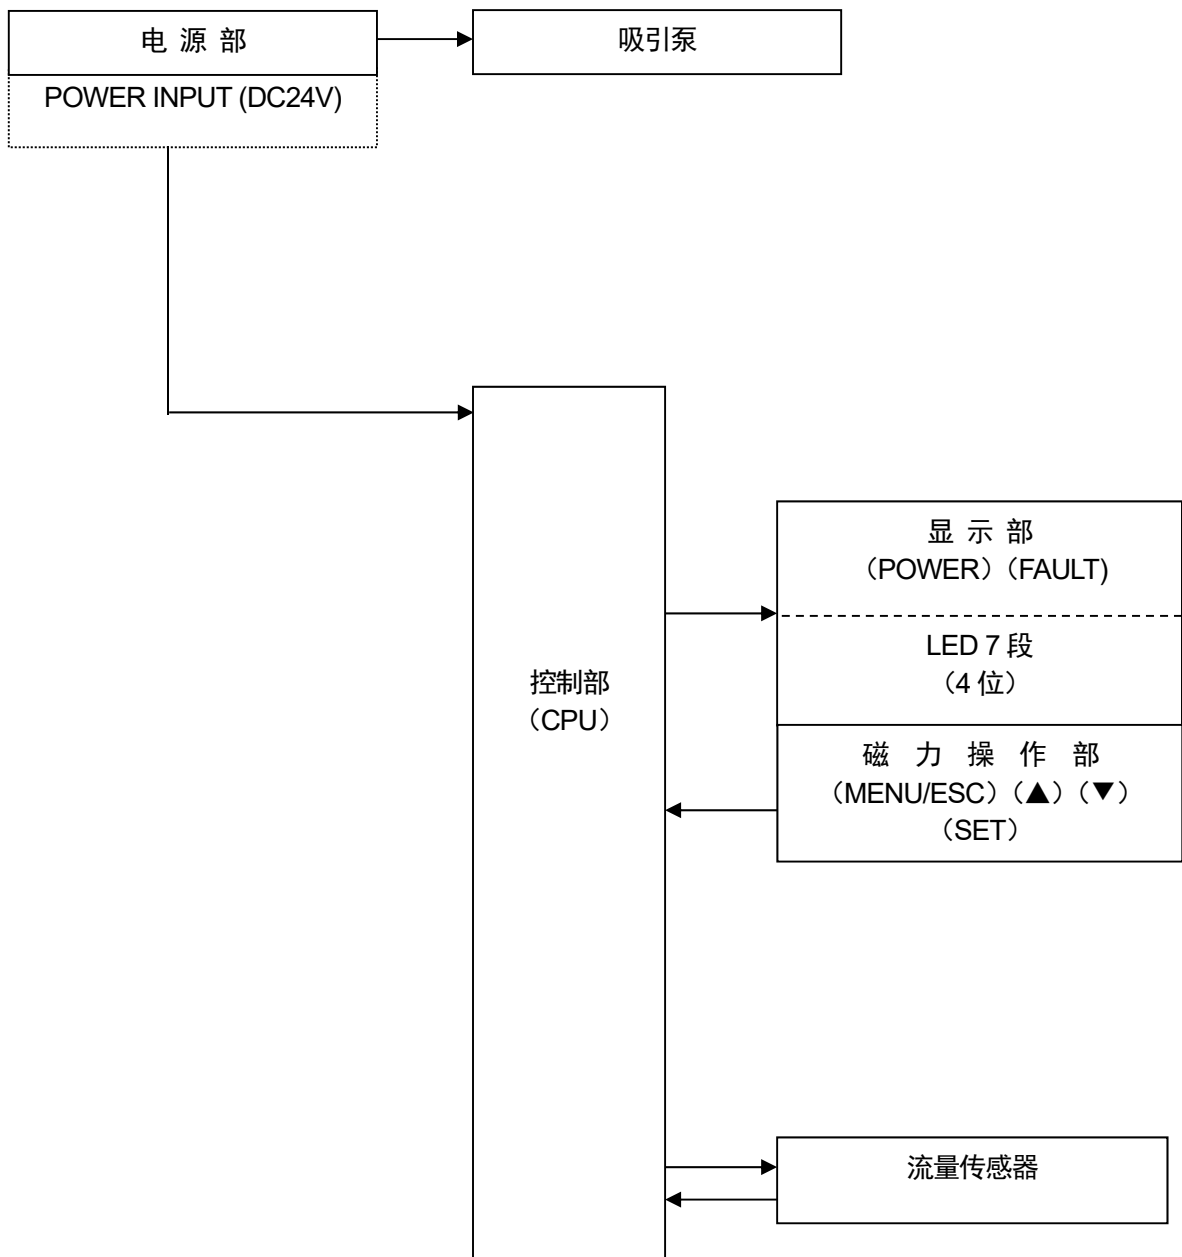 电 源 部
吸引泵
POWER INPUT (DC24V)
显 示 部
（POWER）（FAULT)
LED 7 段
（4 位）
控制部
（CPU）
磁 力 操 作 部
（MENU/ESC）（▲）（▼）
（SET）
流量传感器